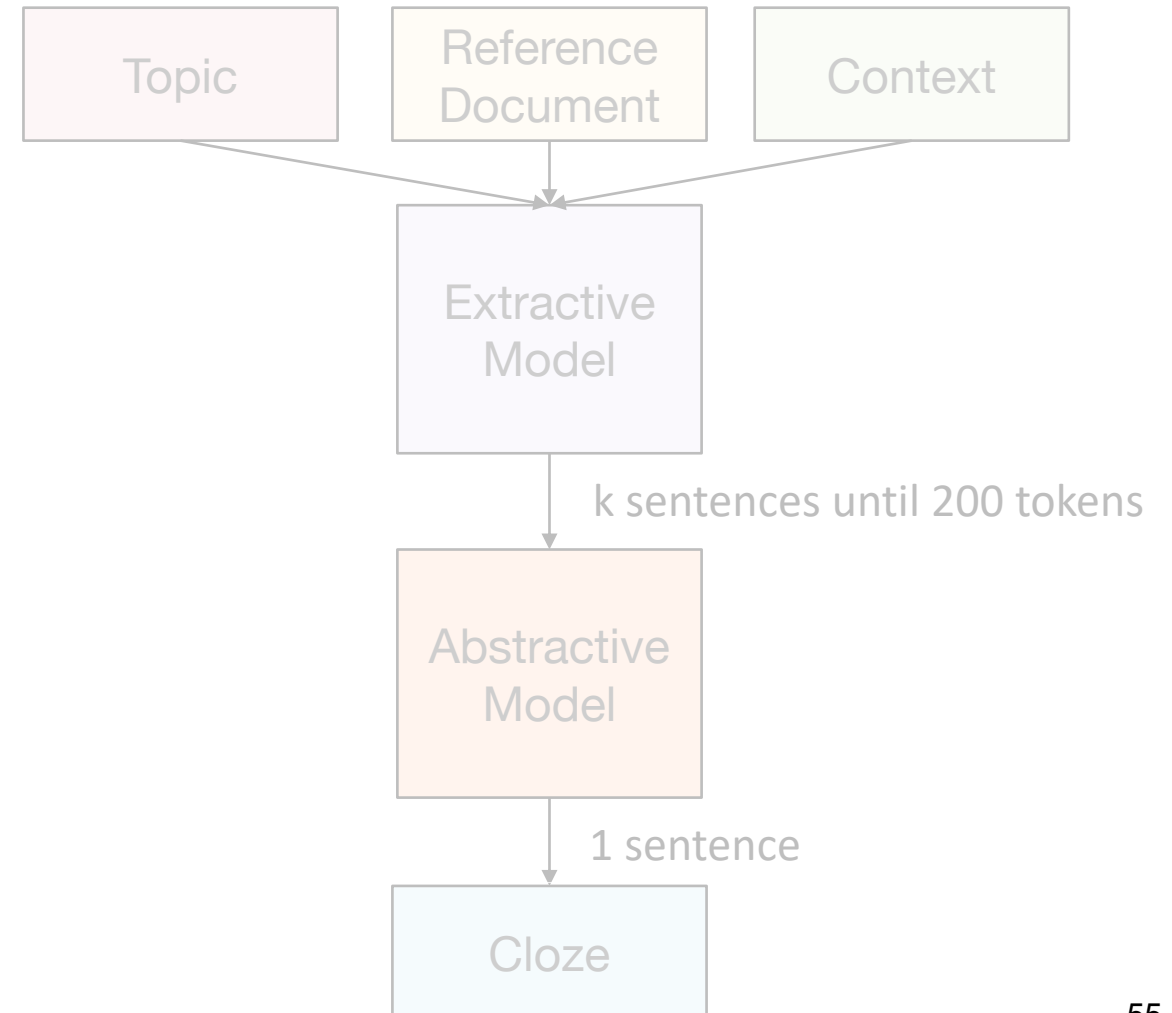 Topic
Reference
Document
Context
Extractive
Model
k sentences until 200 tokens
Abstractive
Model
1 sentence
Cloze
55